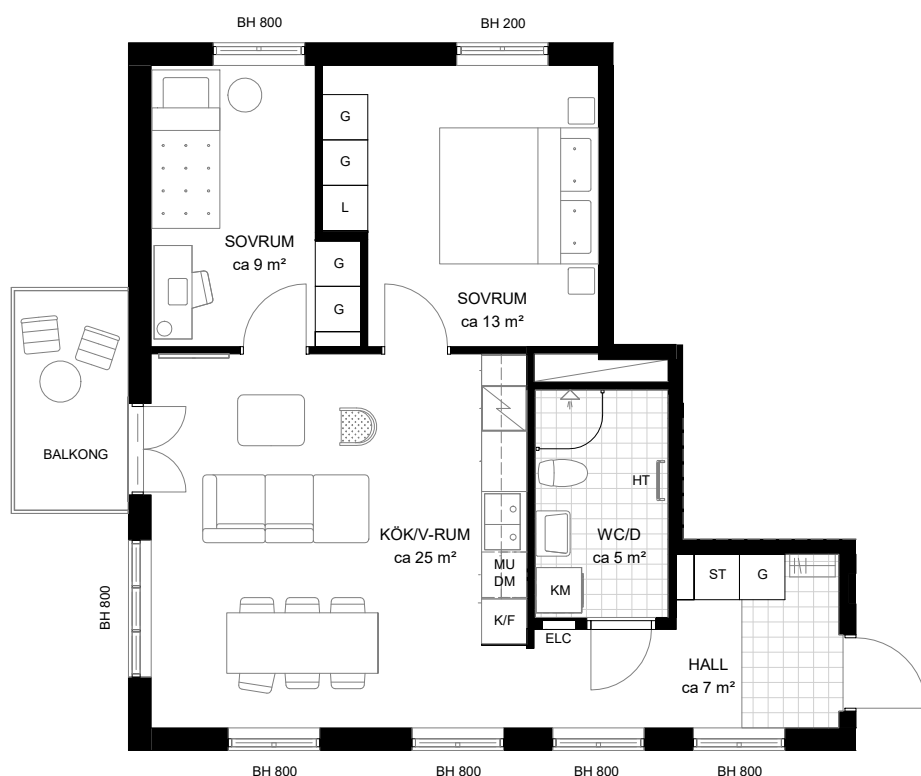 BH 800
BH 200
G
G
L
SOVRUM
ca 9 m²
G
G
SOVRUM
ca 13 m²
BALKONG
KÖK/V-RUM
ca 25 m²
HT
WC/D
ca 5 m²
MU
DM
K/F
KM
ELC
ST
G
BH 800
HALL
ca 7 m²
BH 800
BH 800
BH 800
BH 800